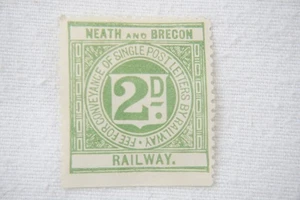 NEATH AND BRECON
FEE FOR CONVEYANCE OF SINGLE POST LETTERS BY RAILWAY
2D.
RAILWAY.